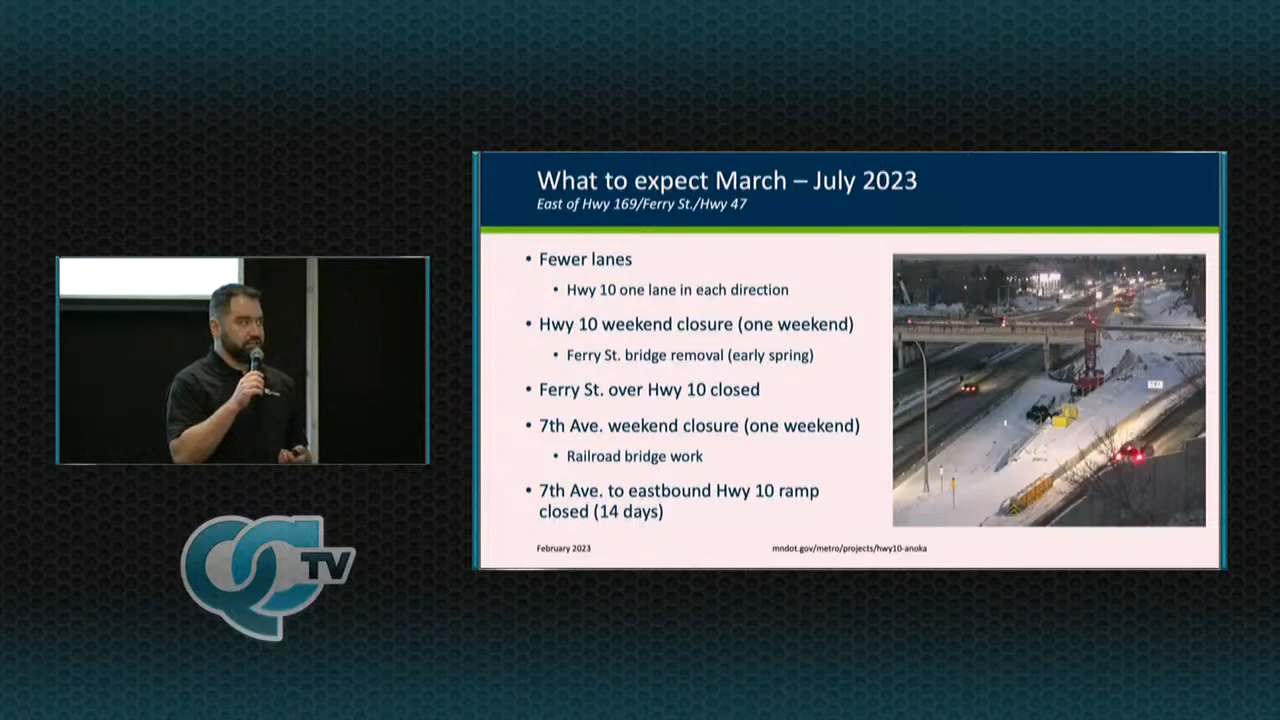 What to expect March – July 2023
East of Hwy 169/Ferry St./Hwy 47
• Fewer lanes
• Hwy 10 one lane in each direction
• Hwy 10 weekend closure (one weekend)
• Ferry St. bridge removal (early spring)
• Ferry St. over Hwy 10 closed
• 7th Ave. weekend closure (one weekend)
• Railroad bridge work
• 7th Ave. to eastbound Hwy 10 ramp
closed (14 days)
February 2023
mndot.gov/metro/projects/hwy10-anoka
QC
TV